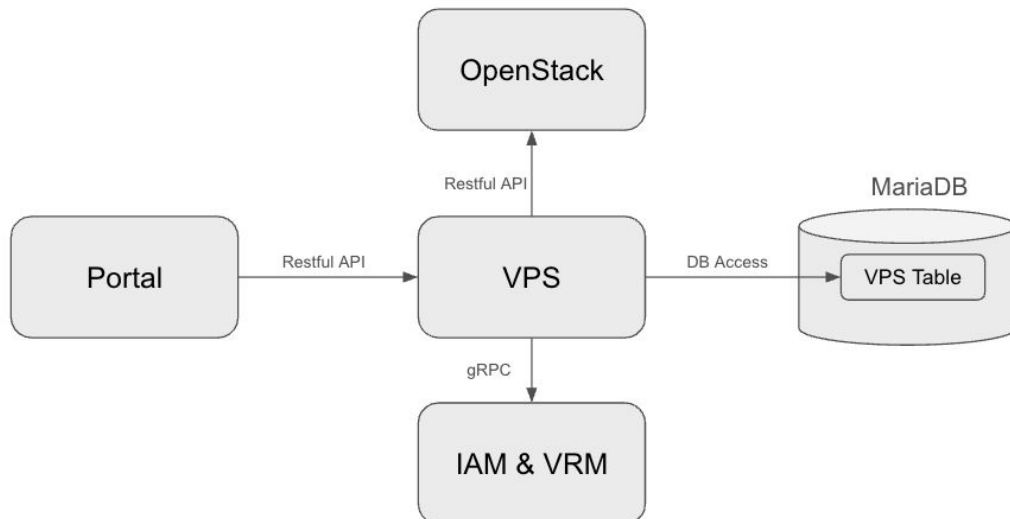 OpenStack
Restful API
MariaDB
Portal
Restful API
VPS
DB Access
VPS Table
gRPC
IAM & VRM